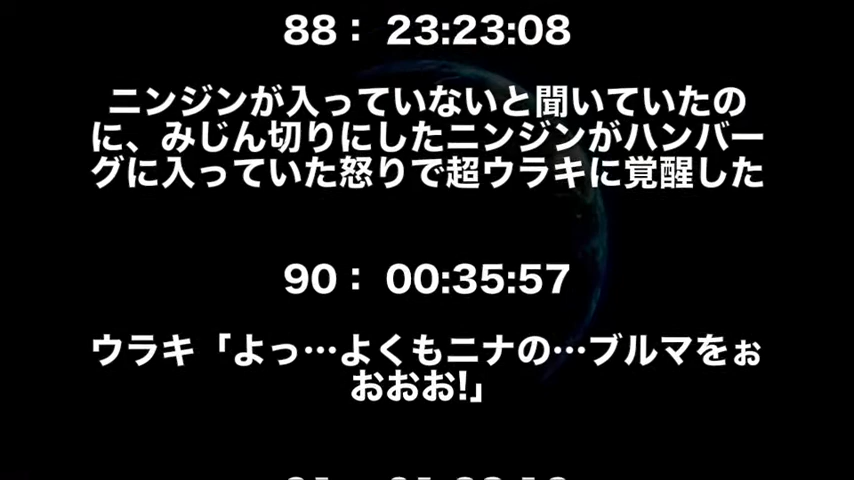 88： 23:23:08
ニンジンが入っていないと聞いていたの
に、みじん切りにしたニンジンがハンバー
グに入っていた怒りで超ウラキに覚醒した
90： 00:35:57
ウラキ「よっ…よくもニナの…ブルマをぉ
おおお!」